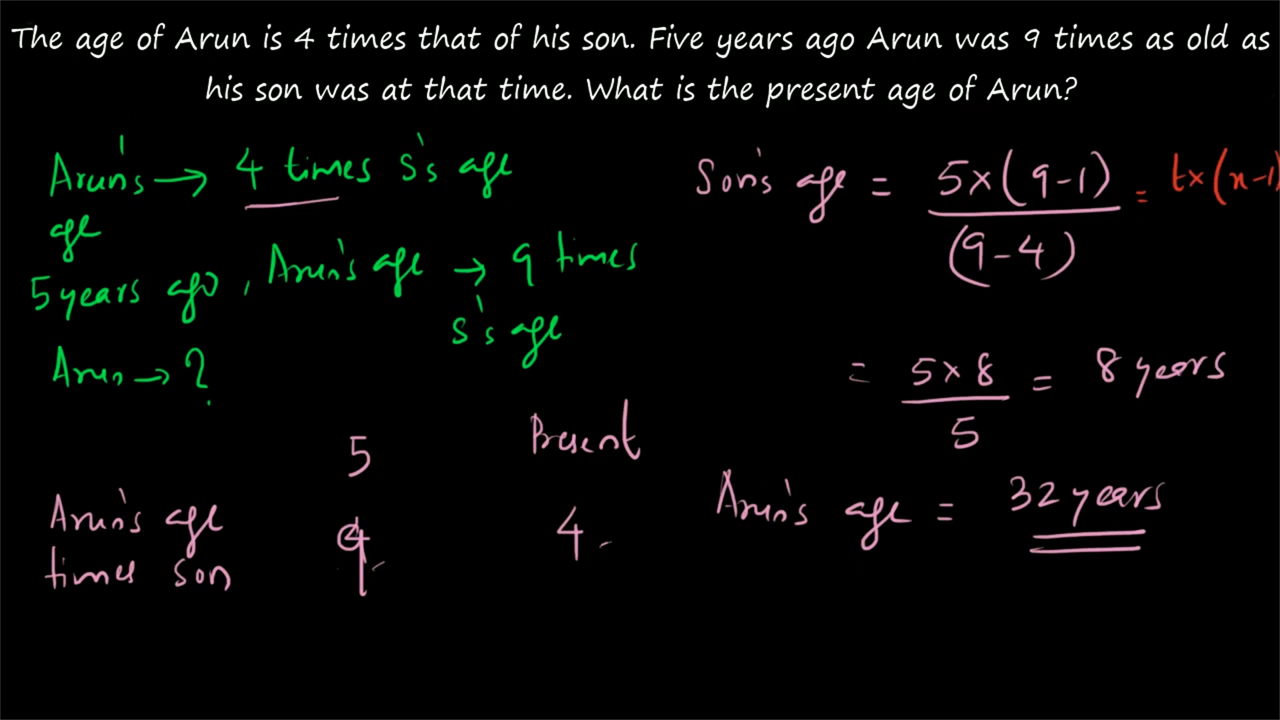 The age of Arun is 4 times that of his son. Five years ago Arun was 9 times as old as
his son was at that time. What is the present age of Arun?
Arun's → 4 times S's age
age
5 years ago, Arun's age → 9 times
S's age
Arun → ?
5 Present
Arun's age 9 4
times son
Son's age = 5×(9-1) = t×(n-1)
(9-4)
= 5×8 = 8 years
5
Arun's age = 32 years